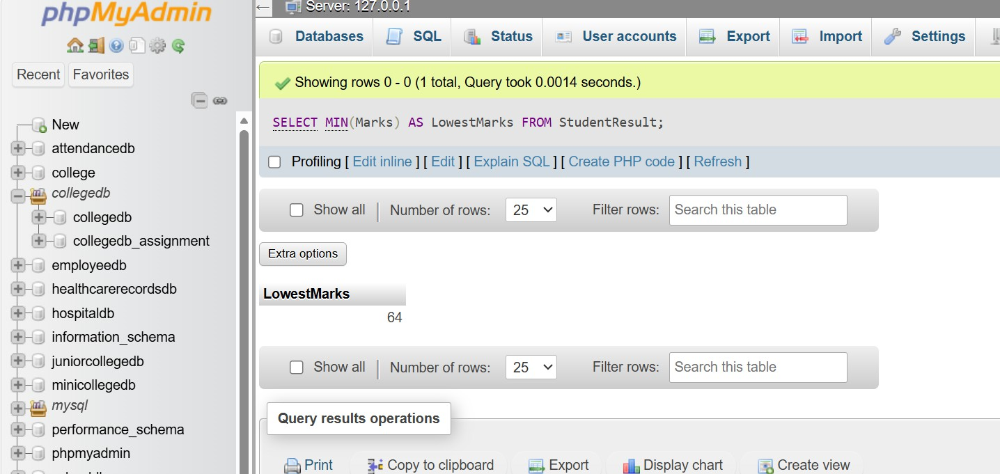 phpMyAdmin
Recent Favorites
New
attendancedb
college
collegedb
collegedb
collegedb_assignment
employeedb
healthcarerecordsdb
hospitaldb
information_schema
juniorcollegedb
minicollegedb
mysql
performance_schema
phpmyadmin
Server: 127.0.0.1
Databases SQL Status User accounts Export Import Settings
Showing rows 0 - 0 (1 total, Query took 0.0014 seconds.)
SELECT MIN(Marks) AS LowestMarks FROM StudentResult;
Profiling [ Edit inline ] [ Edit ] [ Explain SQL ] [ Create PHP code ] [ Refresh ]
Show all Number of rows: 25 Filter rows: Search this table
Extra options
LowestMarks
64
Show all Number of rows: 25 Filter rows: Search this table
Query results operations
Print Copy to clipboard Export Display chart Create view